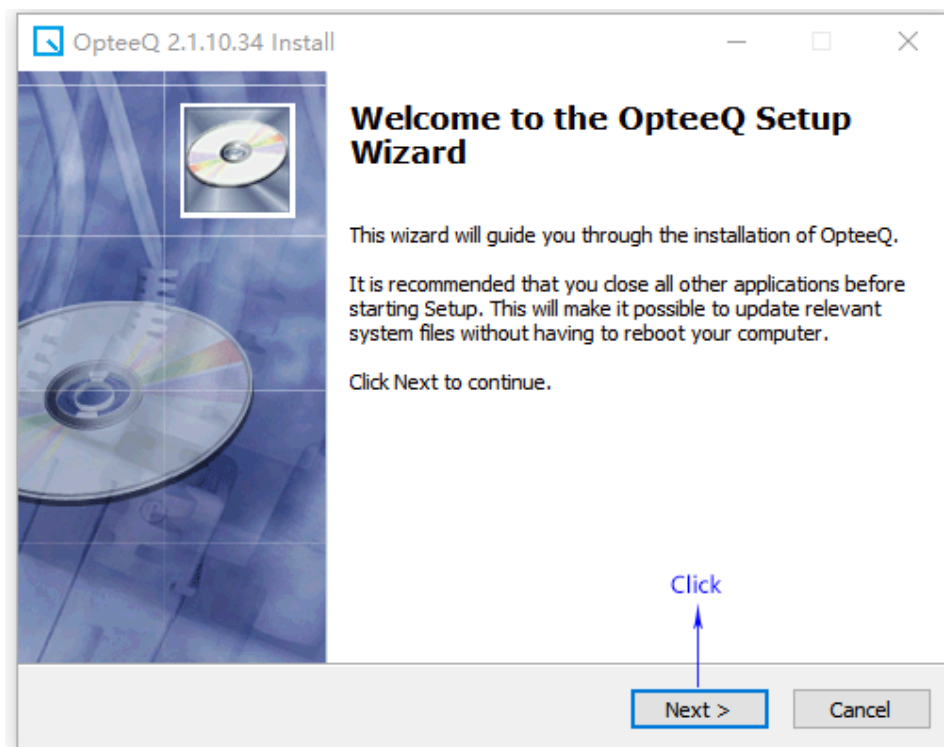 OpteeQ 2.1.10.34 Install
Welcome to the OpteeQ Setup
Wizard
This wizard will guide you through the installation of OpteeQ.
It is recommended that you close all other applications before
starting Setup. This will make it possible to update relevant
system files without having to reboot your computer.
Click Next to continue.
Click
Next >
Cancel